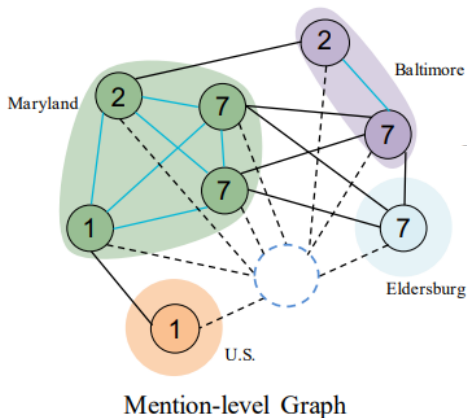 2
2
Baltimore
Maryland
7
7
7
1
7
Eldersburg
1
U.S.
Mention-level Graph